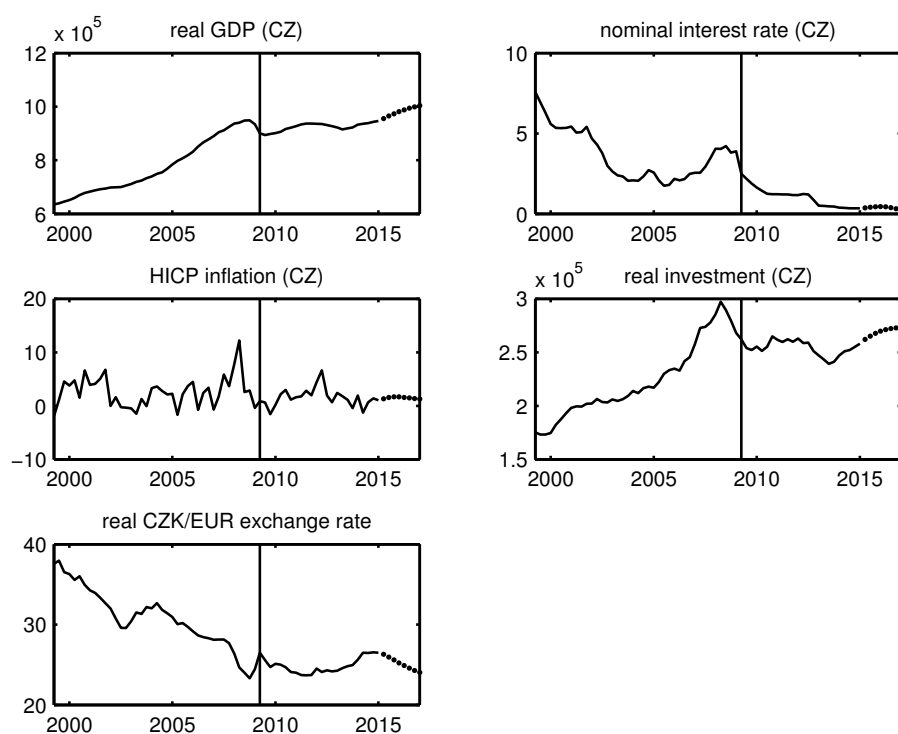 real GDP (CZ)
x 10^5
12
10
8
6
2000 2005 2010 2015
nominal interest rate (CZ)
10
5
0
2000 2005 2010 2015
HICP inflation (CZ)
20
10
0
−10
2000 2005 2010 2015
real investment (CZ)
x 10^5
3
2.5
2
1.5
2000 2005 2010 2015
real CZK/EUR exchange rate
40
30
20
2000 2005 2010 2015